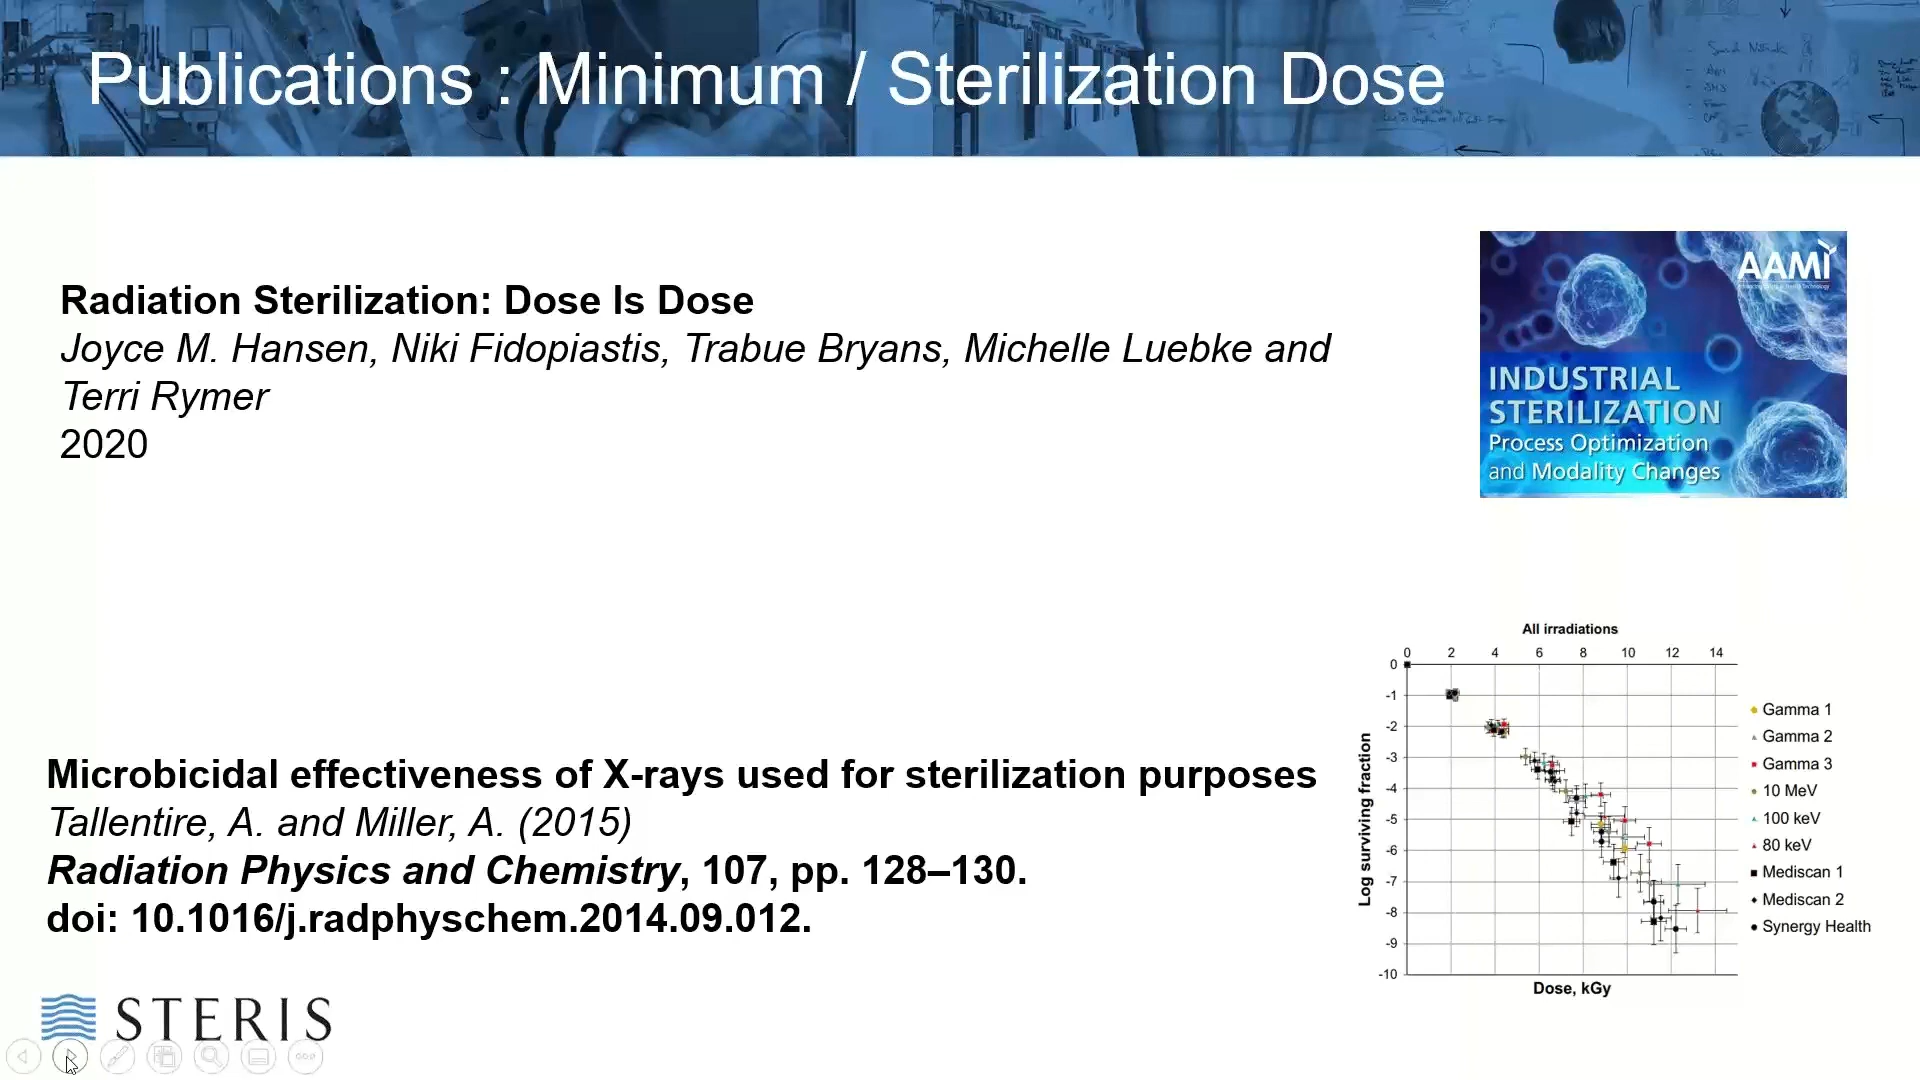 Publications : Minimum / Sterilization Dose
Radiation Sterilization: Dose Is Dose
Joyce M. Hansen, Niki Fidopiastis, Trabue Bryans, Michelle Luebke and
Terri Rymer
2020
AAMI
INDUSTRIAL
STERILIZATION
Process Optimization
and Modality Changes
Microbicidal effectiveness of X-rays used for sterilization purposes
Tallentire, A. and Miller, A. (2015)
Radiation Physics and Chemistry, 107, pp. 128–130.
doi: 10.1016/j.radphyschem.2014.09.012.
All irradiations
0 2 4 6 8 10 12 14
0
-1
-2
-3
-4
-5
-6
-7
-8
-9
-10
Log surviving fraction
Dose, kGy
Gamma 1
Gamma 2
Gamma 3
10 MeV
100 keV
80 keV
Mediscan 1
Mediscan 2
Synergy Health
STERIS